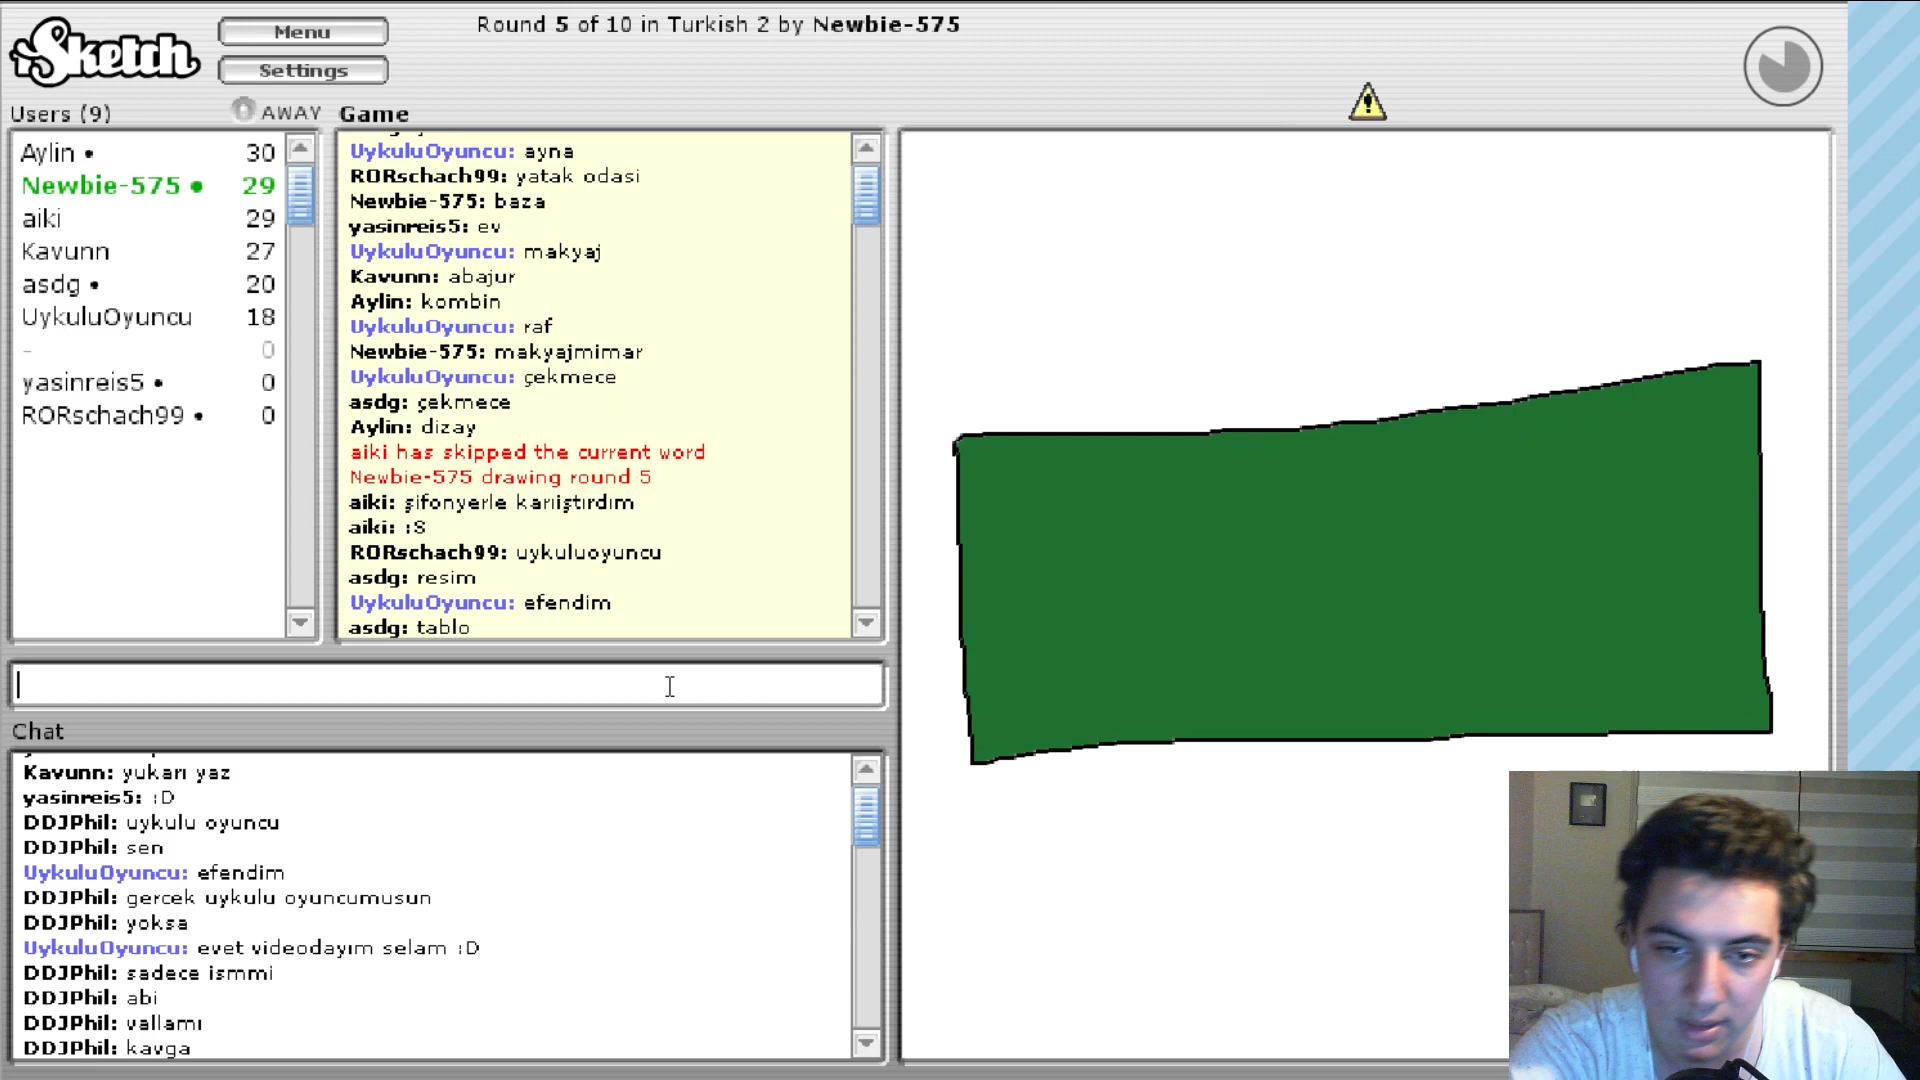 iSketch
Menu
Settings
Round 5 of 10 in Turkish 2 by Newbie-575
Users (9)
AWAY
Aylin • 30
Newbie-575 • 29
aiki 29
Kavunn 27
asdg • 20
UykuluOyuncu 18
- 0
yasinreis5 • 0
RORschach99 • 0
Game
UykuluOyuncu: ayna
RORschach99: yatak odasi
Newbie-575: baza
yasinreis5: ev
UykuluOyuncu: makyaj
Kavunn: abajur
Aylin: kombin
UykuluOyuncu: raf
Newbie-575: makyajmimar
UykuluOyuncu: çekmece
asdg: çekmece
Aylin: dizay
aiki has skipped the current word
Newbie-575 drawing round 5
aiki: şifonyerle karıiştırdım
aiki: :S
RORschach99: uykuluoyuncu
asdg: resim
UykuluOyuncu: efendim
asdg: tablo
Chat
Kavunn: yukarı yaz
yasinreis5: :D
DDJPhil: uykulu oyuncu
DDJPhil: sen
UykuluOyuncu: efendim
DDJPhil: gercek uykulu oyuncumusun
DDJPhil: yoksa
UykuluOyuncu: evet videodayım selam :D
DDJPhil: sadece ismmi
DDJPhil: abi
DDJPhil: vallamı
DDJPhil: kavga